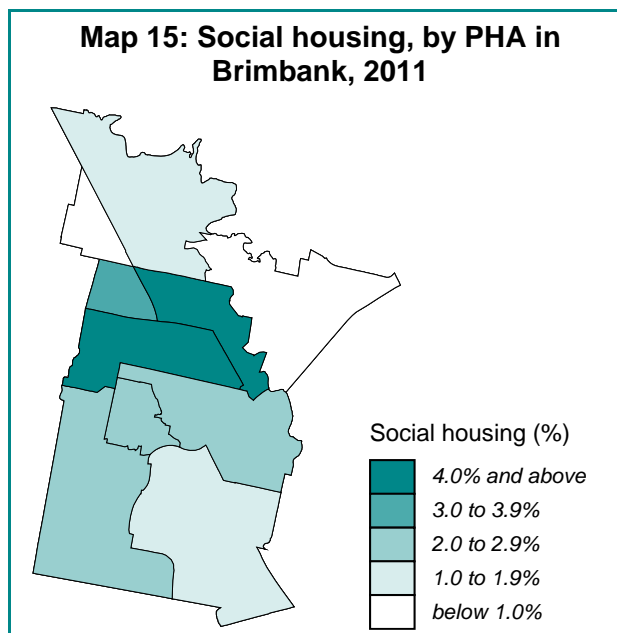 Map 15: Social housing, by PHA in
Brimbank, 2011
Social housing (%)
4.0% and above
3.0 to 3.9%
2.0 to 2.9%
1.0 to 1.9%
below 1.0%